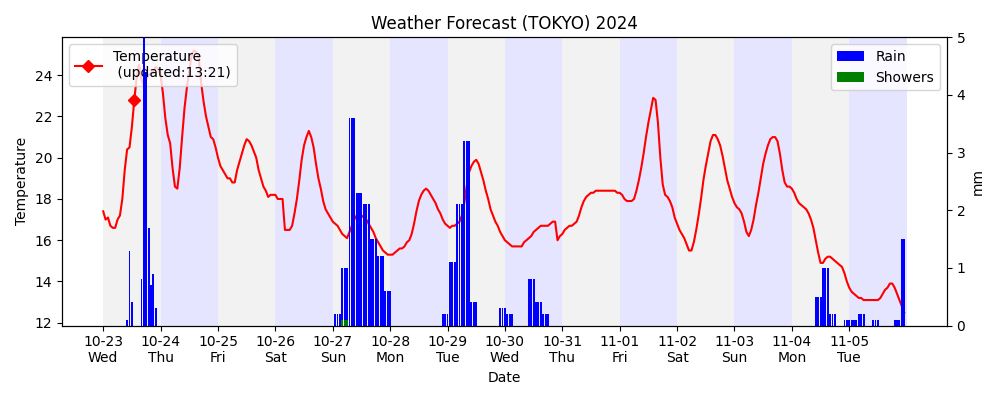 Weather Forecast (TOKYO) 2024
Temperature
(updated:13:21)
Rain
Showers
Temperature
24
22
20
18
16
14
12
5
4
3
2
1
0
mm
10-23 10-24 10-25 10-26 10-27 10-28 10-29 10-30 10-31 11-01 11-02 11-03 11-04 11-05
Wed Thu Fri Sat Sun Mon Tue Wed Thu Fri Sat Sun Mon Tue
Date